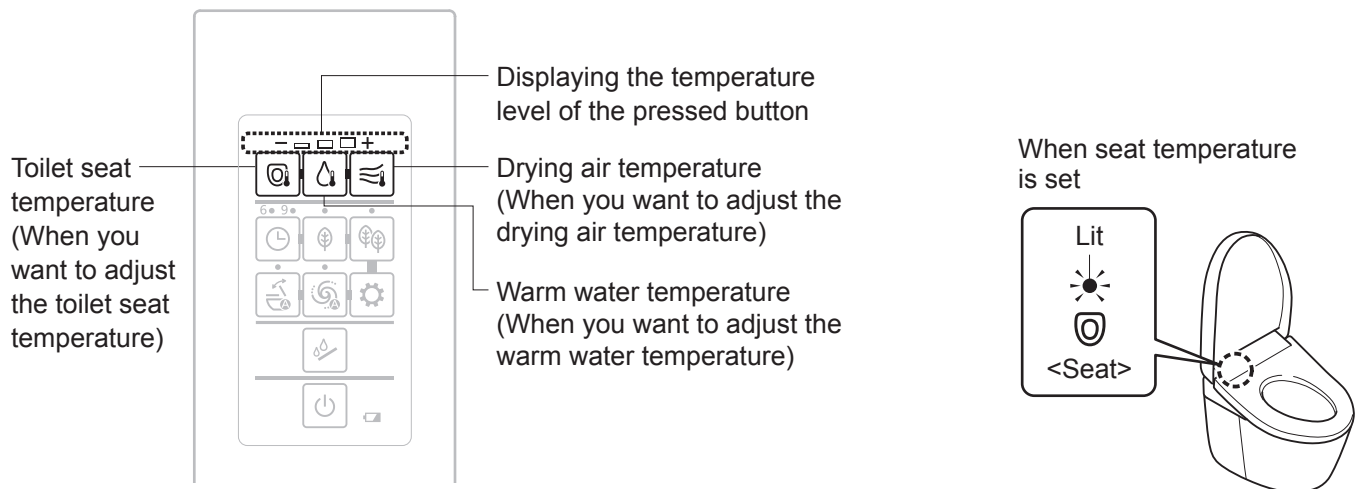 Displaying the temperature
level of the pressed button
− +
Toilet seat
temperature
(When you
want to adjust
the toilet seat
temperature)
Drying air temperature
(When you want to adjust the
drying air temperature)
6 9
A A
Warm water temperature
(When you want to adjust the
warm water temperature)
When seat temperature
is set
Lit
<Seat>